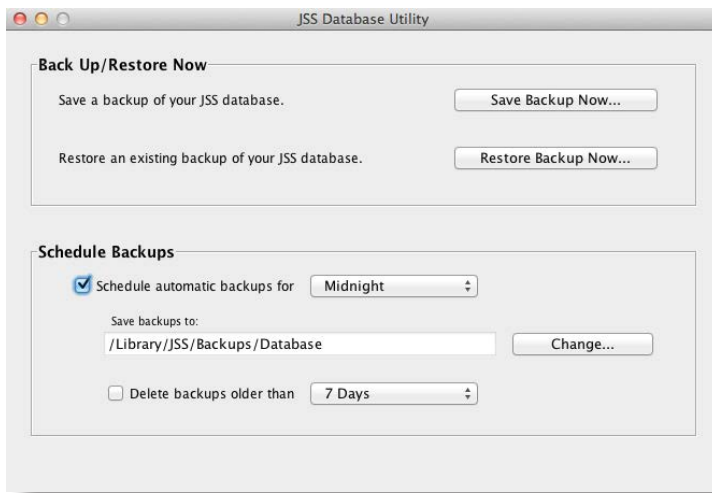 JSS Database Utility
Back Up/Restore Now
Save a backup of your JSS database.
Save Backup Now...
Restore an existing backup of your JSS database.
Restore Backup Now...
Schedule Backups
Schedule automatic backups for Midnight
Save backups to:
/Library/JSS/Backups/Database
Change...
Delete backups older than 7 Days